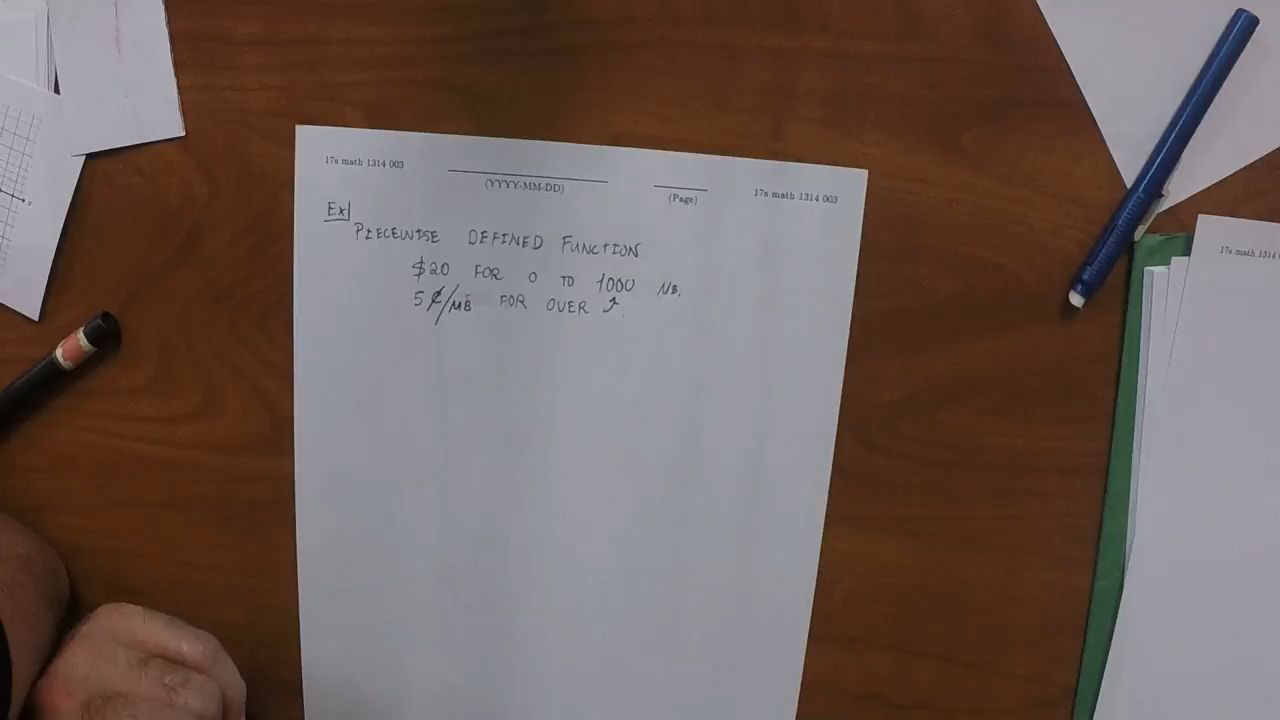 17s math 1314 003
(YYYY-MM-DD)
(Page)
17s math 1314 003
Ex
PIECEWISE DEFINED FUNCTION.
$20 FOR 0 TO 1000 MB.
5¢/MB FOR OVER ↑.
17s math 1314